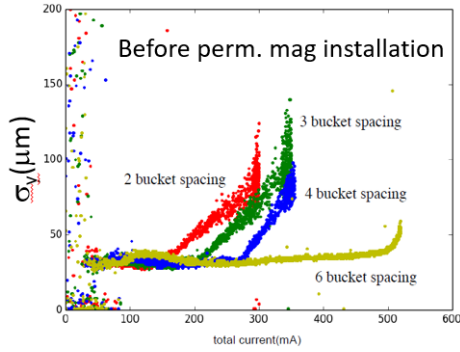 200
Before perm. mag installation
150
3 bucket spacing
2 bucket spacing
100
4 bucket spacing
σy(μm)
50
6 bucket spacing
0
0 100 200 300 400 500 600
total current(mA)